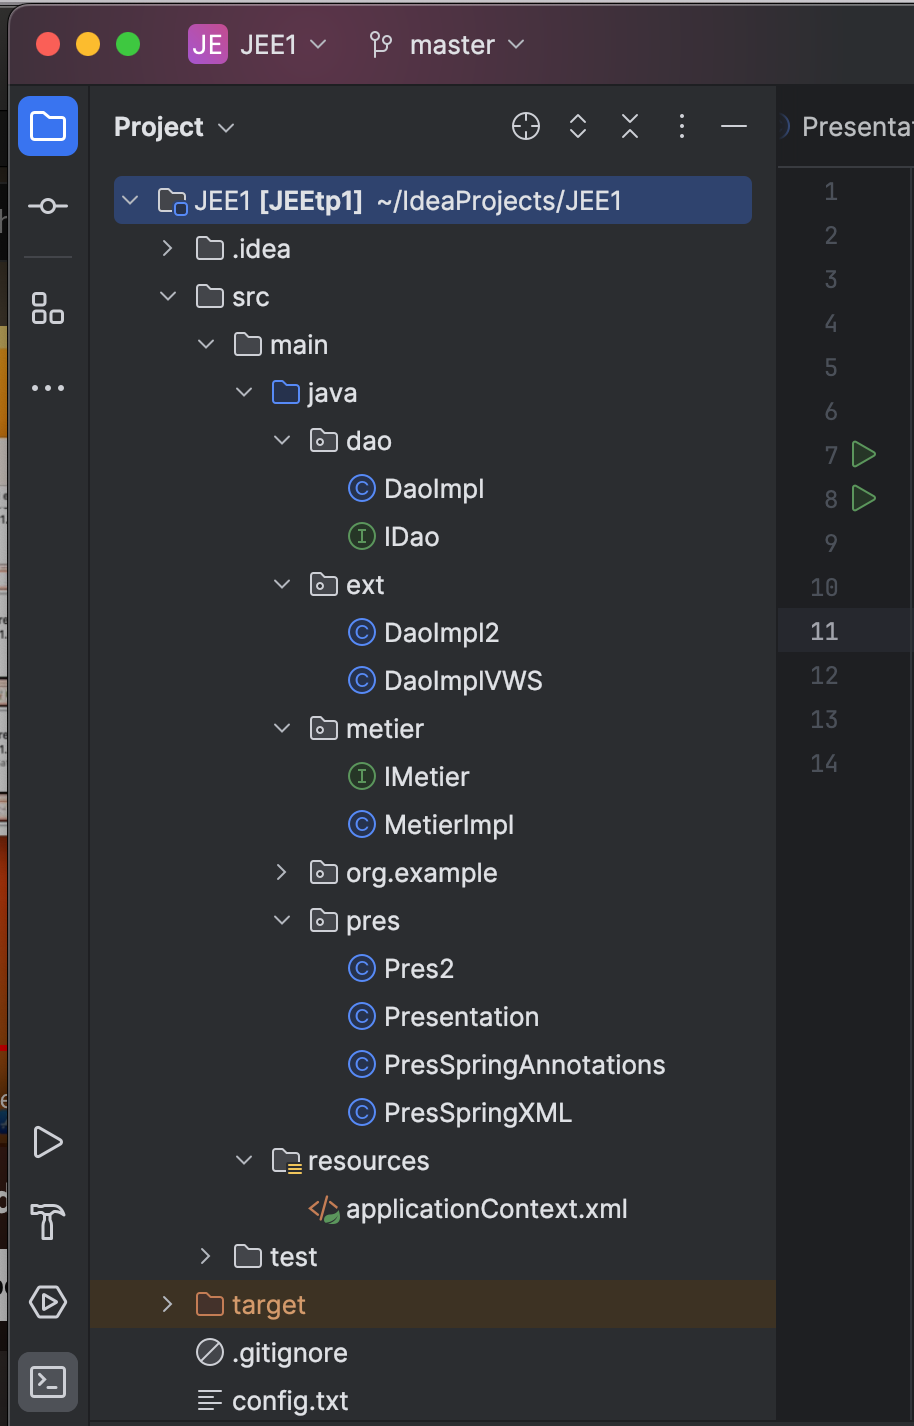 JE JEE1 master
Project
Presenta
JEE1 [JEEtp1] ~/IdeaProjects/JEE1
.idea
src
main
java
dao
C DaoImpl
I IDao
ext
C DaoImpl2
C DaoImplVWS
metier
I IMetier
C MetierImpl
org.example
pres
C Pres2
C Presentation
C PresSpringAnnotations
C PresSpringXML
resources
applicationContext.xml
test
target
.gitignore
config.txt
1
2
3
4
5
6
7
8
9
10
11
12
13
14